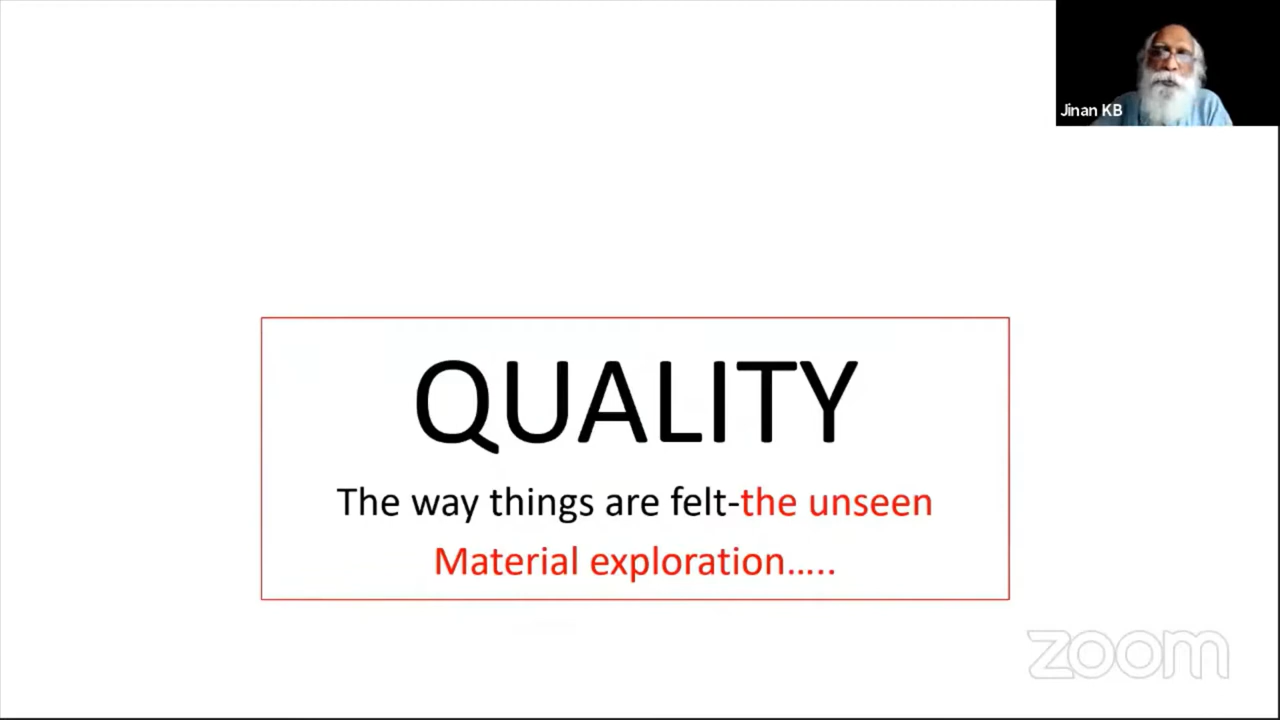 Jinan KB
QUALITY
The way things are felt-the unseen
Material exploration…..
zoom